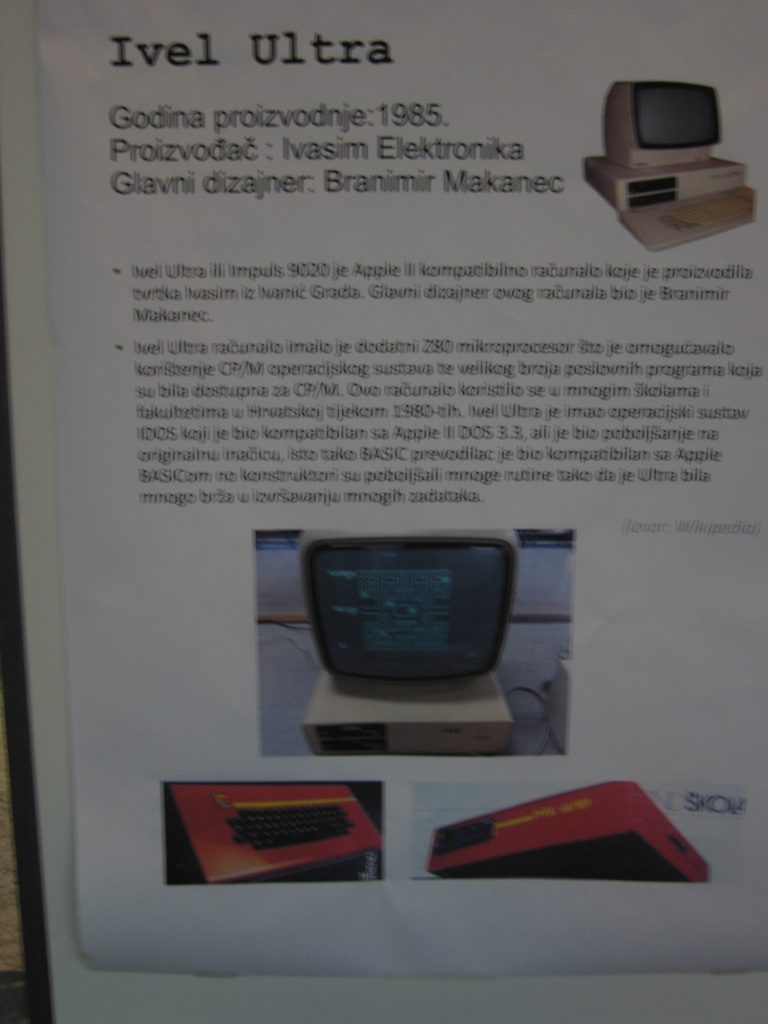 Ivel Ultra
Godina proizvodnje:1985.
Proizvođač : Ivasim Elektronika
Glavni dizajner: Branimir Makanec
• Ivel Ultra ili Impuls 9020 je Apple II kompatibilno računalo koje je proizvodila
tvrtka Ivasim iz Ivanić Grada. Glavni dizajner ovog računala bio je Branimir
Makanec.
• Ivel Ultra računalo imalo je dodatni Z80 mikroprocesor što je omogućavalo
korištenje CP/M operacijskog sustava te velikog broja poslovnih programa koja
su bila dostupna za CP/M. Ovo računalo koristilo se u mnogim školama i
fakultetima u Hrvatskoj tijekom 1980-tih. Ivel Ultra je imao operacijski sustav
IDOS koji je bio kompatibilan sa Apple II DOS 3.3, ali je bio poboljšanje na
originalnu inačicu, isto tako BASIC prevodilac je bio kompatibilan sa Apple
BASICom no konstruktori su poboljšali mnoge rutine tako da je Ultra bila
mnogo brža u izvršavanju mnogih zadataka.
(Izvor: Wikipedia)
ŠKOLA